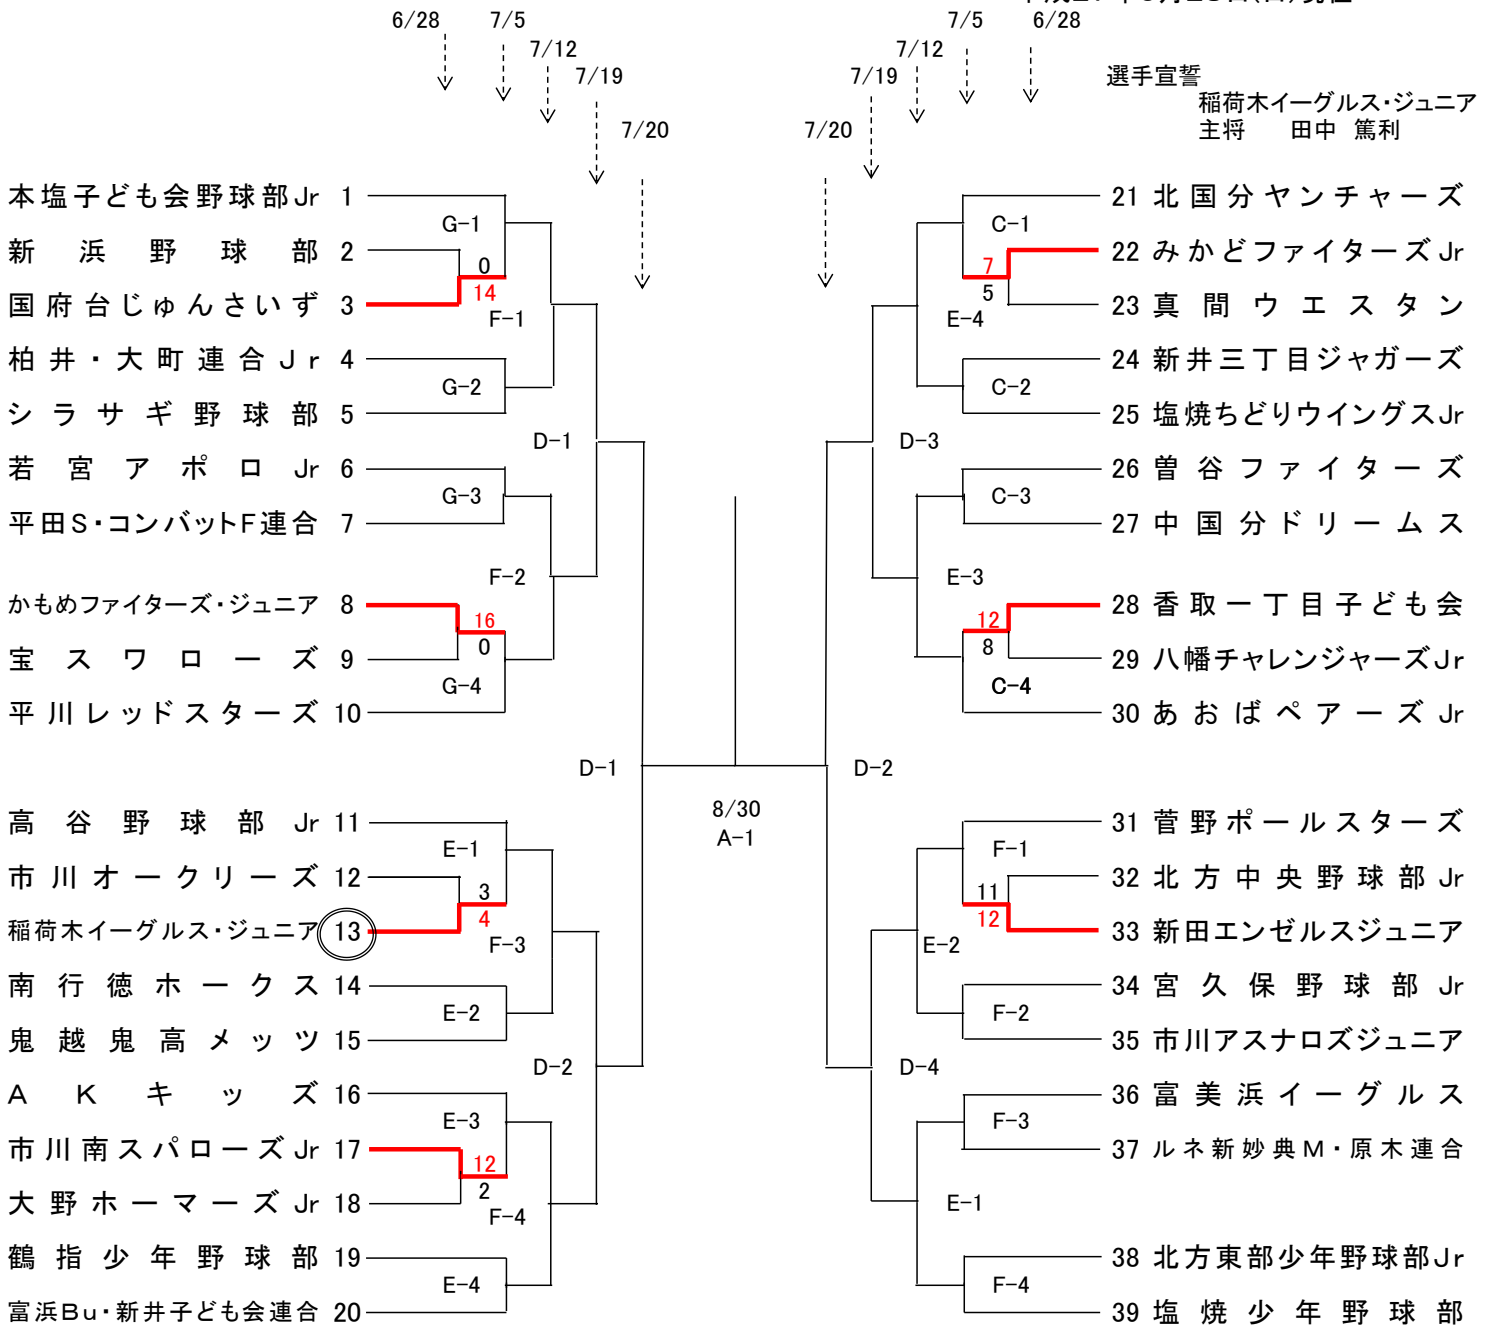 6/28 7/5 7/12 7/19 7/20
7/20 7/19 7/12 7/5 6/28
選手宣誓
稲荷木イーグルス・ジュニア
主将 田中 篤利
本塩子ども会野球部Jr 1
新浜野球部 2
国府台じゅんさいず 3
柏井・大町連合Jr 4
シラサギ野球部 5
若宮アポロJr 6
平田S・コンバットF連合 7
かもめファイターズ・ジュニア 8
宝スワローズ 9
平川レッドスターズ 10
高谷野球部Jr 11
市川オークリーズ 12
稲荷木イーグルス・ジュニア 13
南行徳ホークス 14
鬼越鬼高メッツ 15
AKキッズ 16
市川南スパローズJr 17
大野ホーマーズJr 18
鶴指少年野球部 19
富浜Bu・新井子ども会連合 20
G-1
0
14
F-1
G-2
D-1
G-3
F-2
16
0
G-4
D-1
E-1
3
4
F-3
E-2
D-2
E-3
12
2
F-4
E-4
8/30
A-1
C-1
7
5
E-4
C-2
D-3
C-3
E-3
12
8
C-4
D-2
F-1
11
12
E-2
F-2
D-4
F-3
E-1
F-4
21 北国分ヤンチャーズ
22 みかどファイターズJr
23 真間ウエスタン
24 新井三丁目ジャガーズ
25 塩焼ちどりウイングスJr
26 曽谷ファイターズ
27 中国分ドリームス
28 香取一丁目子ども会
29 八幡チャレンジャーズJr
30 あおばベアーズJr
31 菅野ポールスターズ
32 北方中央野球部Jr
33 新田エンゼルスジュニア
34 宮久保野球部Jr
35 市川アスナロズジュニア
36 富美浜イーグルス
37 ルネ新妙典M・原木連合
38 北方東部少年野球部Jr
39 塩焼少年野球部